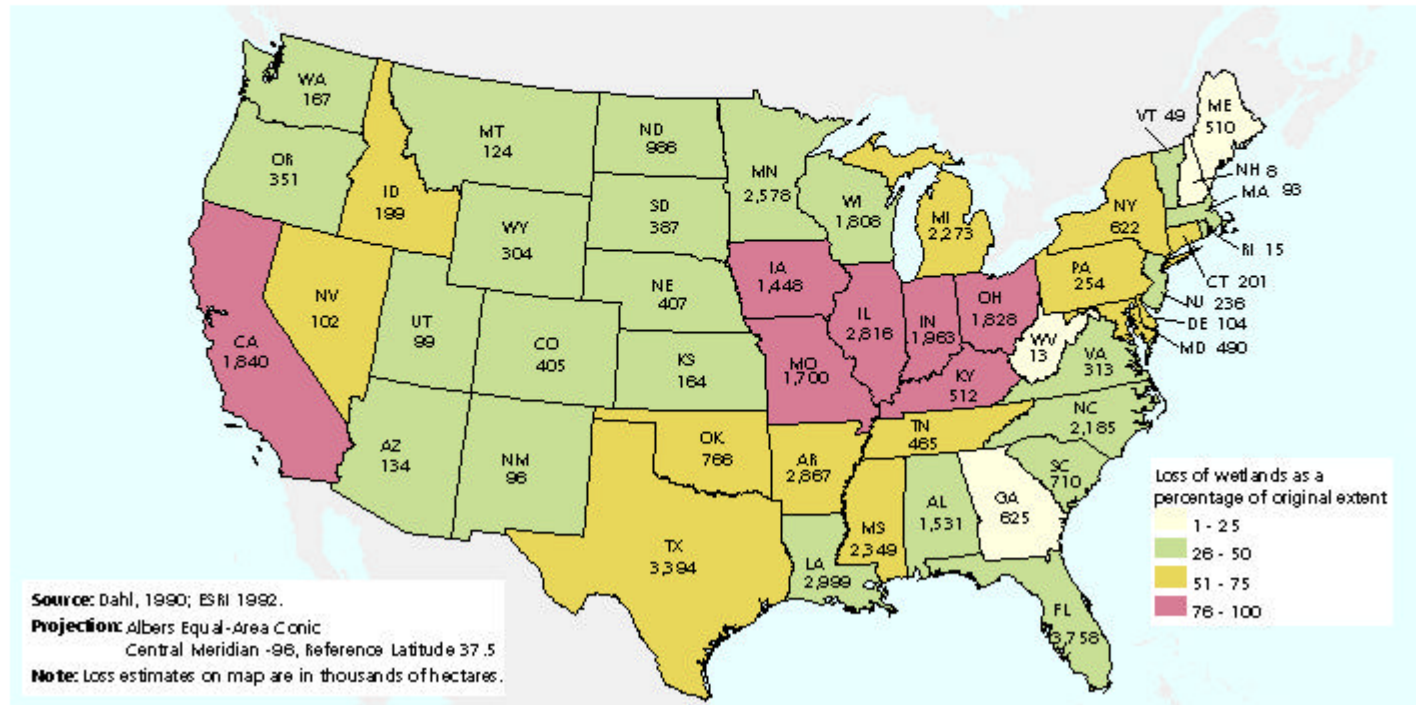 WA
167
MT
124
ND
986
MN
2,578
OR
351
ID
199
WY
304
SD
387
WI
1,808
MI
2,273
VT 49
ME
510
NH 8
MA 93
NY
622
RI 15
CT 201
PA
254
NJ 236
DE 104
MD 490
NV
102
UT
99
CO
405
NE
407
IA
1,448
IL
2,816
IN
1,963
OH
1,828
WV
13
VA
313
CA
1,840
KS
164
MO
1,700
KY
512
NC
2,185
AZ
134
NM
96
OK
766
AR
2,867
TN
465
SC
710
TX
3,394
LA
2,999
MS
2,349
AL
1,531
GA
625
FL
3,758
Loss of wetlands as a
percentage of original extent
1 - 25
26 - 50
51 - 75
76 - 100
Source: Dahl, 1990; ESRI 1992.
Projection: Albers Equal-Area Conic
Central Meridian -96, Reference Latitude 37.5
Note: Loss estimates on map are in thousands of hectares.